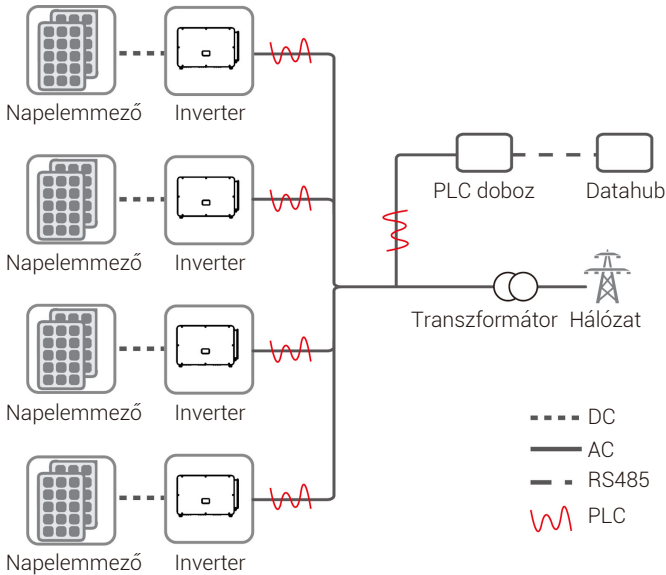 Napelemmező Inverter
PLC doboz Datahub
Napelemmező Inverter
Transzformátor Hálózat
Napelemmező Inverter
DC
AC
RS485
PLC
Napelemmező Inverter